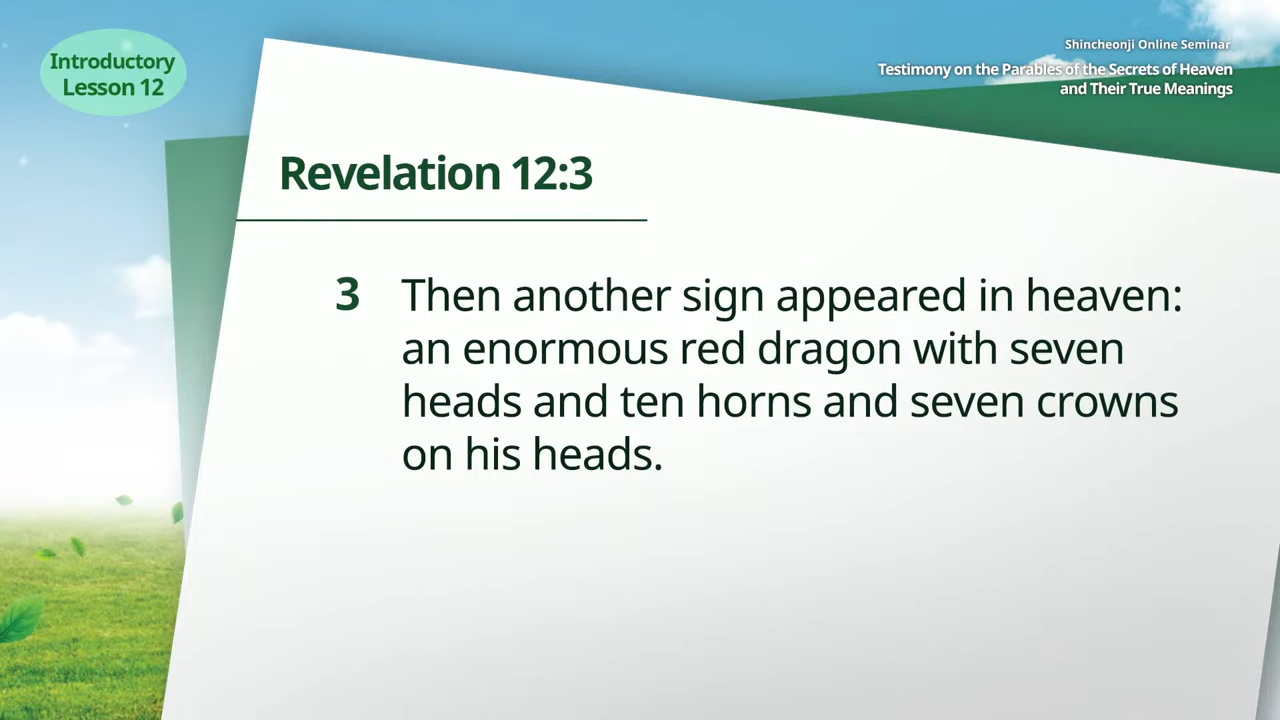 Introductory
Lesson 12
Shincheonji Online Seminar
Testimony on the Parables of the Secrets of Heaven
and Their True Meanings
Revelation 12:3
3 Then another sign appeared in heaven:
an enormous red dragon with seven
heads and ten horns and seven crowns
on his heads.